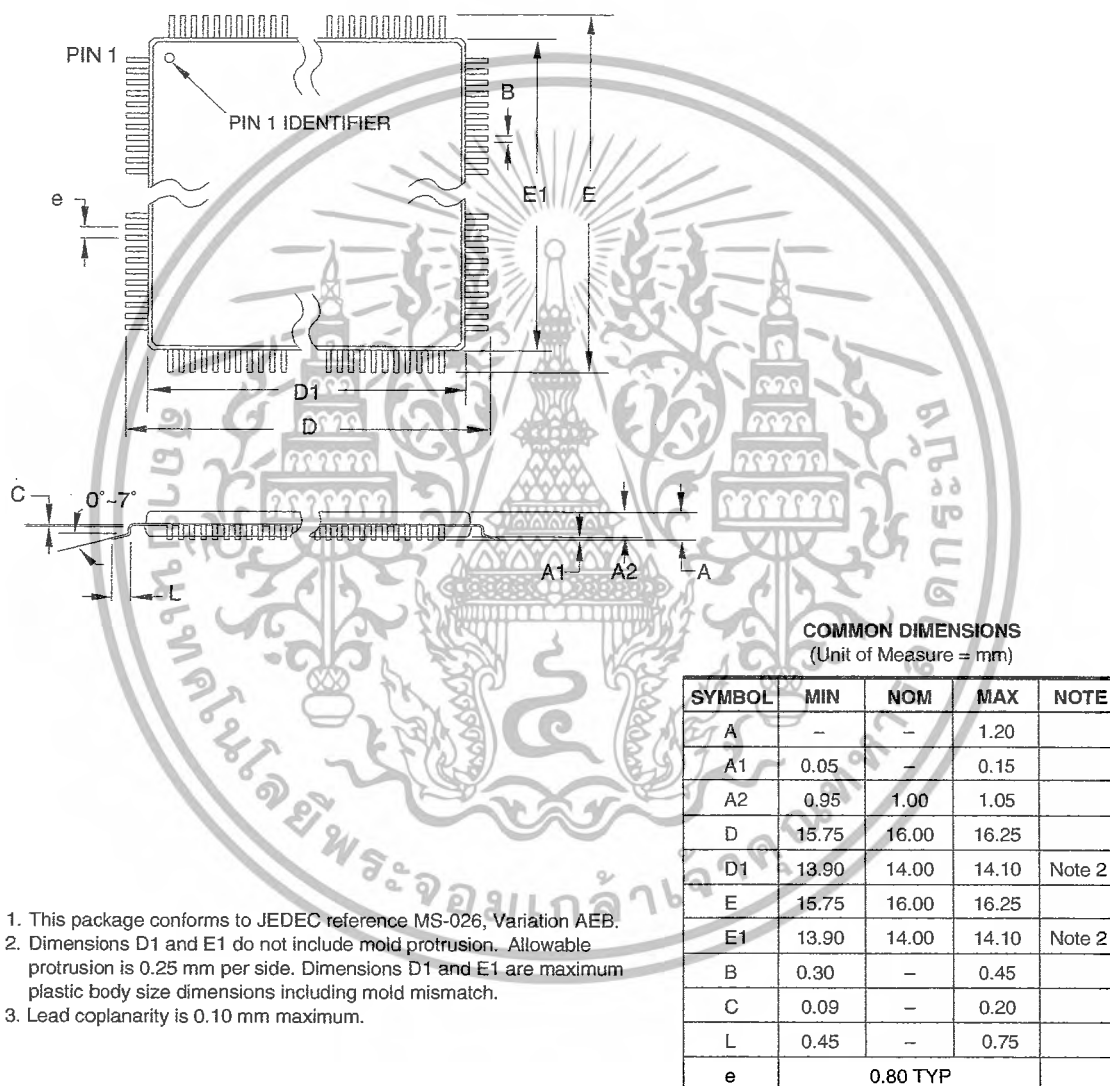 PIN 1
PIN 1 IDENTIFIER
B
e
E1
E
D1
D
C
0°~7°
L
A1
A2
A
COMMON DIMENSIONS
(Unit of Measure = mm)
SYMBOL MIN NOM MAX NOTE
A – – 1.20
A1 0.05 – 0.15
A2 0.95 1.00 1.05
D 15.75 16.00 16.25
D1 13.90 14.00 14.10 Note 2
E 15.75 16.00 16.25
E1 13.90 14.00 14.10 Note 2
B 0.30 – 0.45
C 0.09 – 0.20
L 0.45 – 0.75
e 0.80 TYP
1. This package conforms to JEDEC reference MS-026, Variation AEB.
2. Dimensions D1 and E1 do not include mold protrusion. Allowable
protrusion is 0.25 mm per side. Dimensions D1 and E1 are maximum
plastic body size dimensions including mold mismatch.
3. Lead coplanarity is 0.10 mm maximum.